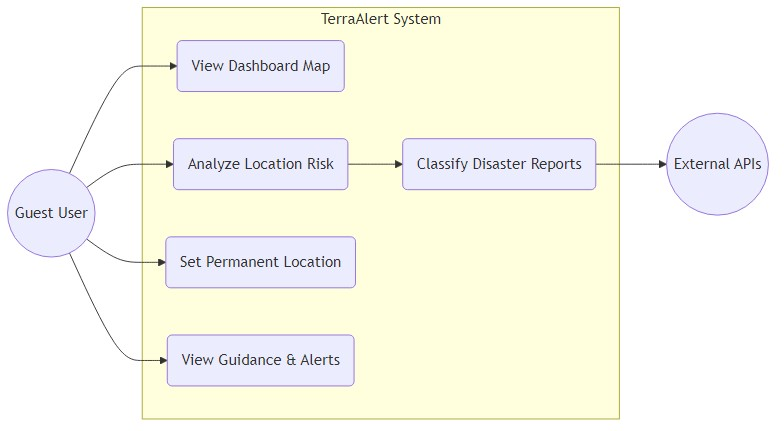 TerraAlert System
View Dashboard Map
Analyze Location Risk
Classify Disaster Reports
External APIs
Guest User
Set Permanent Location
View Guidance & Alerts